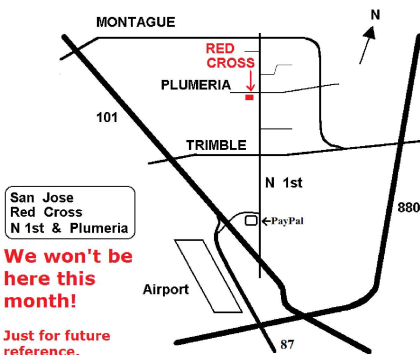 MONTAGUE
N
RED
CROSS
PLUMERIA
101
TRIMBLE
N 1st
880
San Jose
Red Cross
N 1st & Plumeria
←PayPal
We won't be
here this
month!
Airport
Just for future
reference.
87